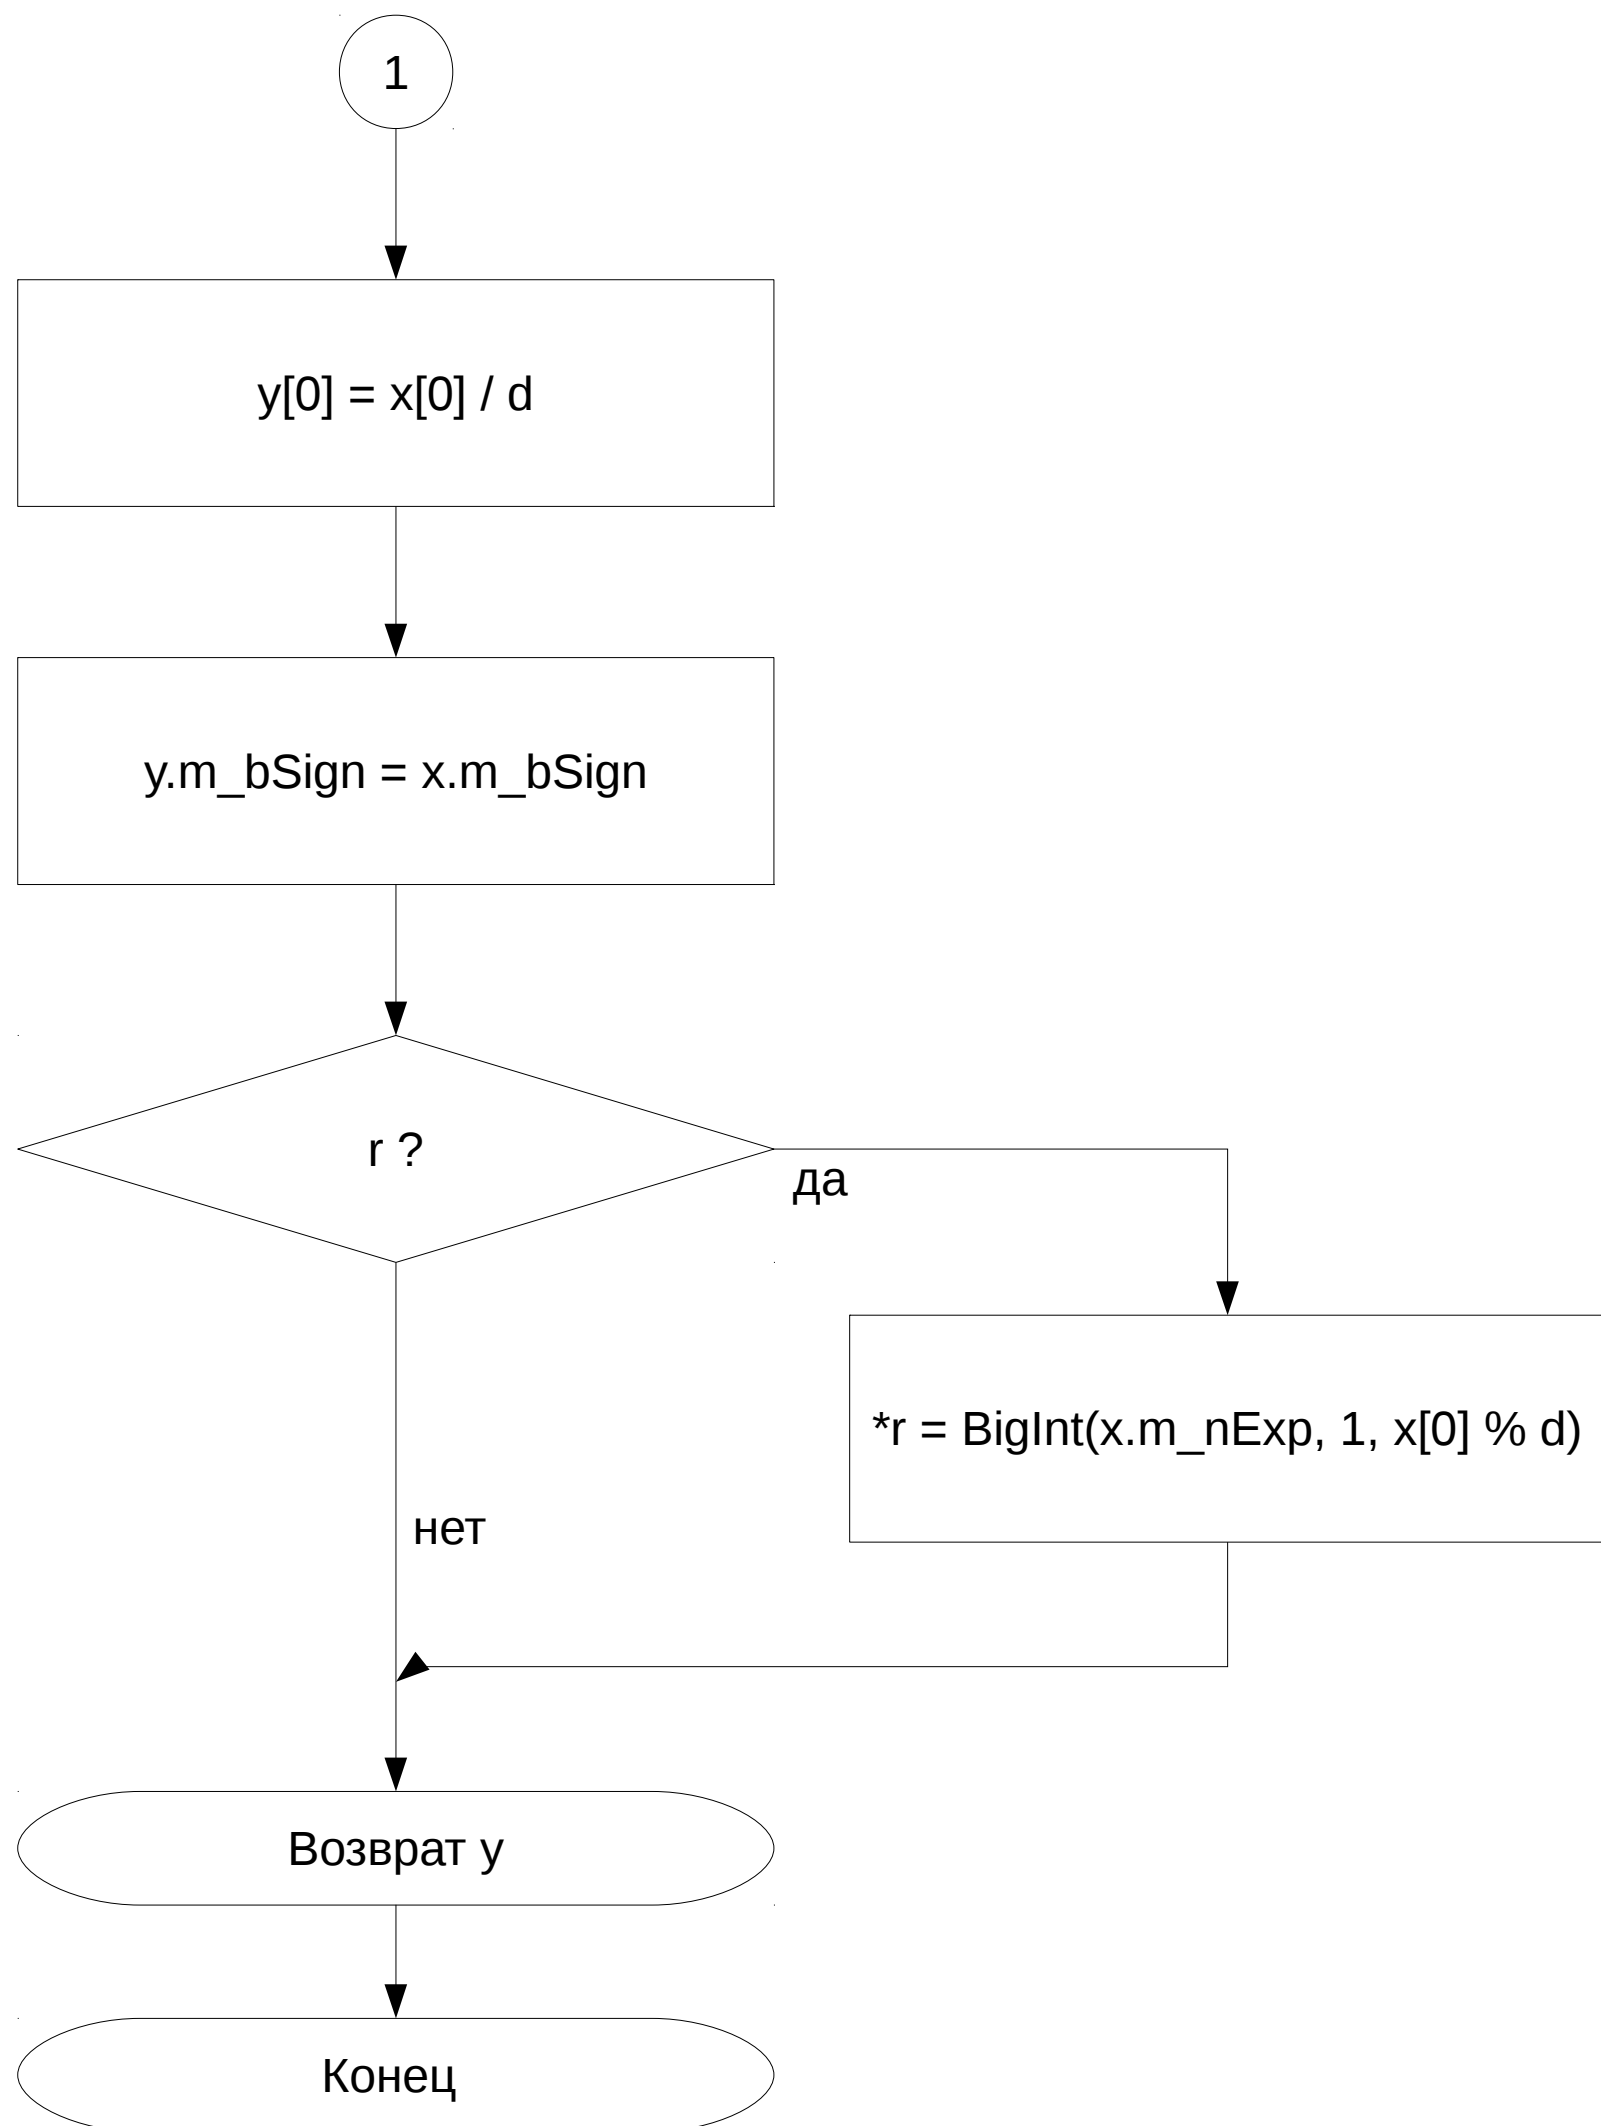 1
y[0] = x[0] / d
y.m_bSign = x.m_bSign
r ?
да
*r = BigInt(x.m_nExp, 1, x[0] % d)
нет
Возврат y
Конец